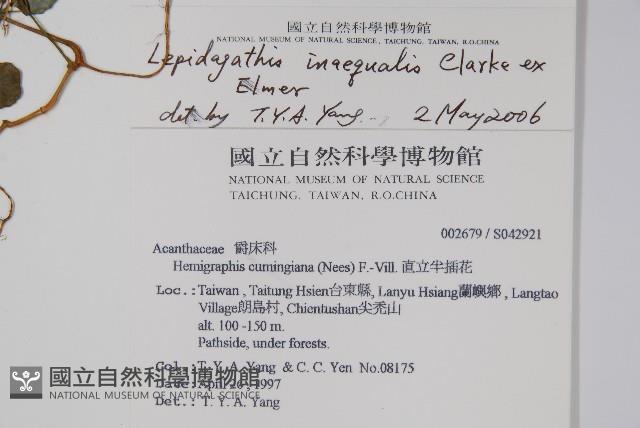 國立自然科學博物館
NATIONAL MUSEUM OF NATURAL SCIENCE, TAICHUNG, TAIWAN, R.O.CHINA
Lepidagathis inaequalis Clarke ex
Elmer
det. by T.Y.A. Yang 2 May 2006
國立自然科學博物館
NATIONAL MUSEUM OF NATURAL SCIENCE
TAICHUNG, TAIWAN, R.O.CHINA
002679 / S042921
Acanthaceae 爵床科
Hemigraphis cumingiana (Nees) F.-Vill. 直立半插花
Loc.: Taiwan, Taitung Hsien台東縣, Lanyu Hsiang蘭嶼鄉, Langtao
Village朗島村, Chientushan尖禿山
alt. 100 -150 m.
Pathside, under forests.
Col.: T. Y. A. Yang & C. C. Yen No.08175
Date: April 26, 1997
Det.: T. Y. A. Yang
國立自然科學博物館
NATIONAL MUSEUM OF NATURAL SCIENCE